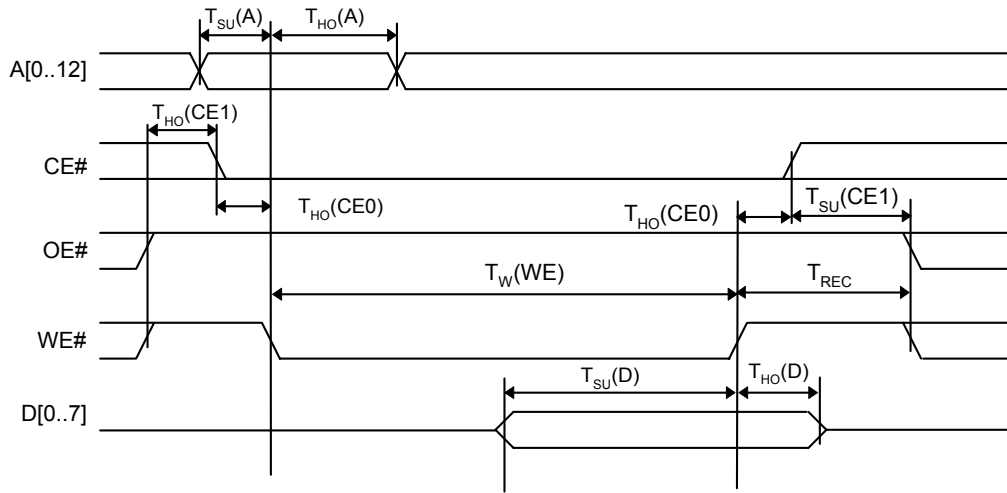 T_SU(A) T_HO(A)
A[0..12]
T_HO(CE1)
CE#
T_HO(CE0) T_HO(CE0) T_SU(CE1)
OE#
T_W(WE) T_REC
WE#
T_SU(D) T_HO(D)
D[0..7]